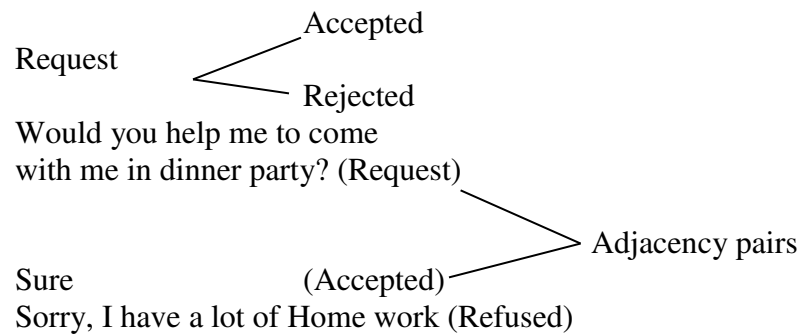 Accepted
Request
Rejected
Would you help me to come
with me in dinner party? (Request)
Adjacency pairs
Sure (Accepted)
Sorry, I have a lot of Home work (Refused)